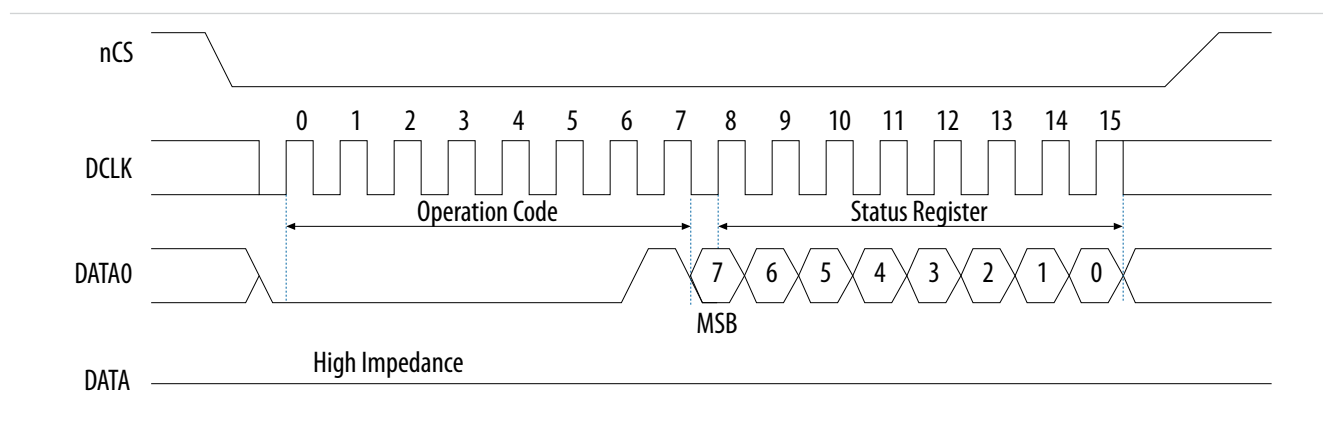 nCS
0 1 2 3 4 5 6 7 8 9 10 11 12 13 14 15
DCLK
Operation Code Status Register
DATA0 7 6 5 4 3 2 1 0
MSB
High Impedance
DATA